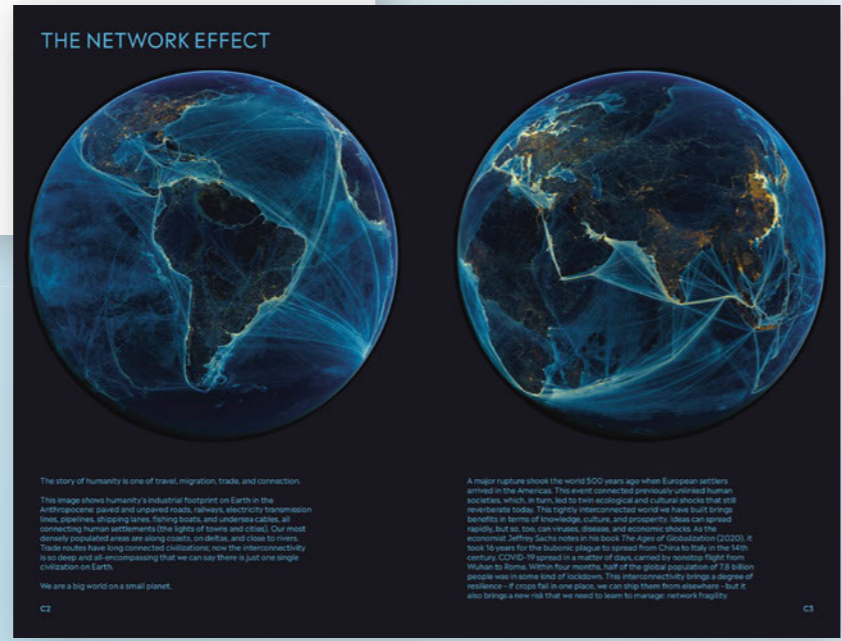 THE NETWORK EFFECT
The story of humanity is one of travel, migration, trade, and connection.
This image shows humanity's industrial footprint on Earth in the
Anthropocene: paved and unpaved roads, railways, electricity transmission
lines, pipelines, shipping lanes, fishing boats, and undersea cables, all
connecting human settlements (the lights of towns and cities). Our most
densely populated areas are along coasts, on deltas, and close to rivers.
Trade routes have long connected civilizations; now the interconnectivity
is so deep and all-encompassing that we can say there is just one single
civilization on Earth.
We are a big world on a small planet.
C2
A major rupture shook the world 500 years ago when European settlers
arrived in the Americas. This event connected previously unlinked human
societies, which, in turn, led to twin ecological and cultural shocks that still
reverberate today. This tightly interconnected world we have built brings
benefits in terms of knowledge, culture, and prosperity. Ideas can spread
rapidly, but so, too, can viruses, disease, and economic shocks. As the
economist Jeffrey Sachs notes in his book The Ages of Globalization (2020), it
took 16 years for the bubonic plague to spread from China to Italy in the 14th
century. COVID-19 spread in a matter of days, carried by nonstop flight from
Wuhan to Rome. Within four months, half of the global population of 7.8 billion
people was in some kind of lockdown. This interconnectivity brings a degree of
resilience - if crops fail in one place, we can ship them from elsewhere - but it
also brings a new risk that we need to learn to manage: network fragility.
C3